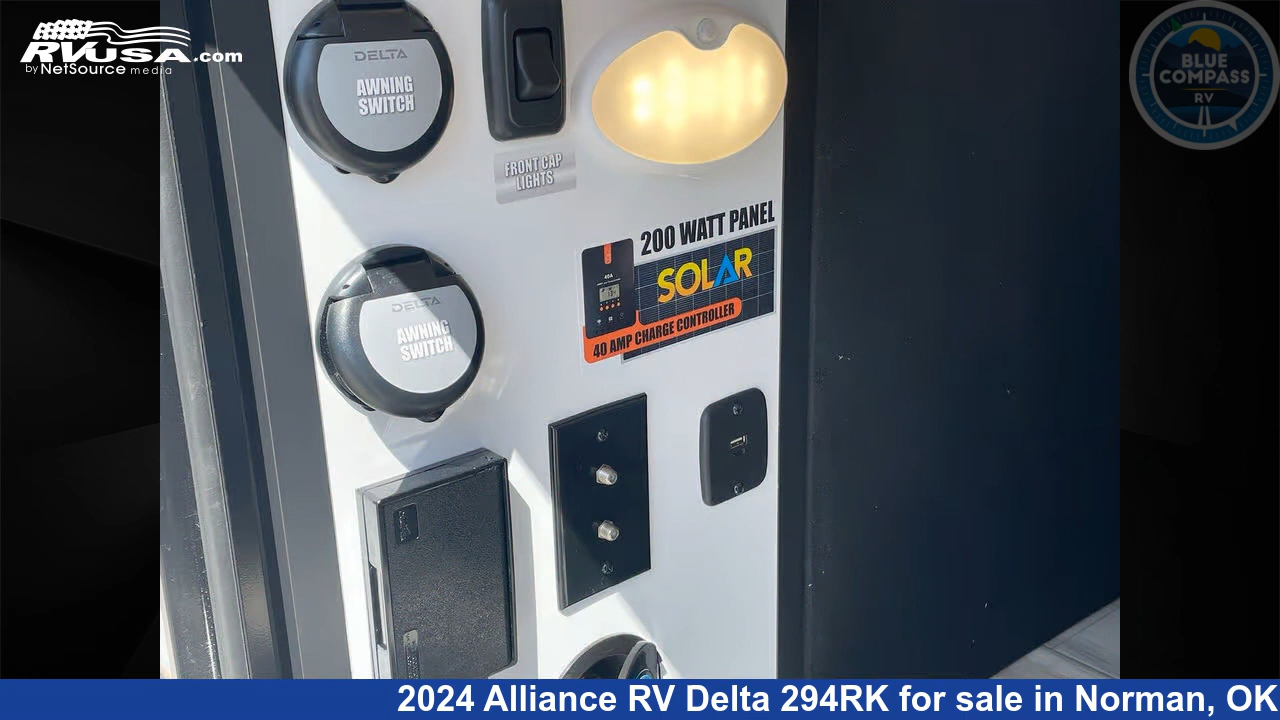 RVUSA.com
by NetSource media
BLUE
COMPASS
RV
DELTA
AWNING
SWITCH
FRONT CAP
LIGHTS
200 WATT PANEL
SOLAR
40A
40 AMP CHARGE CONTROLLER
DELTA
AWNING
SWITCH
2024 Alliance RV Delta 294RK for sale in Norman, OK